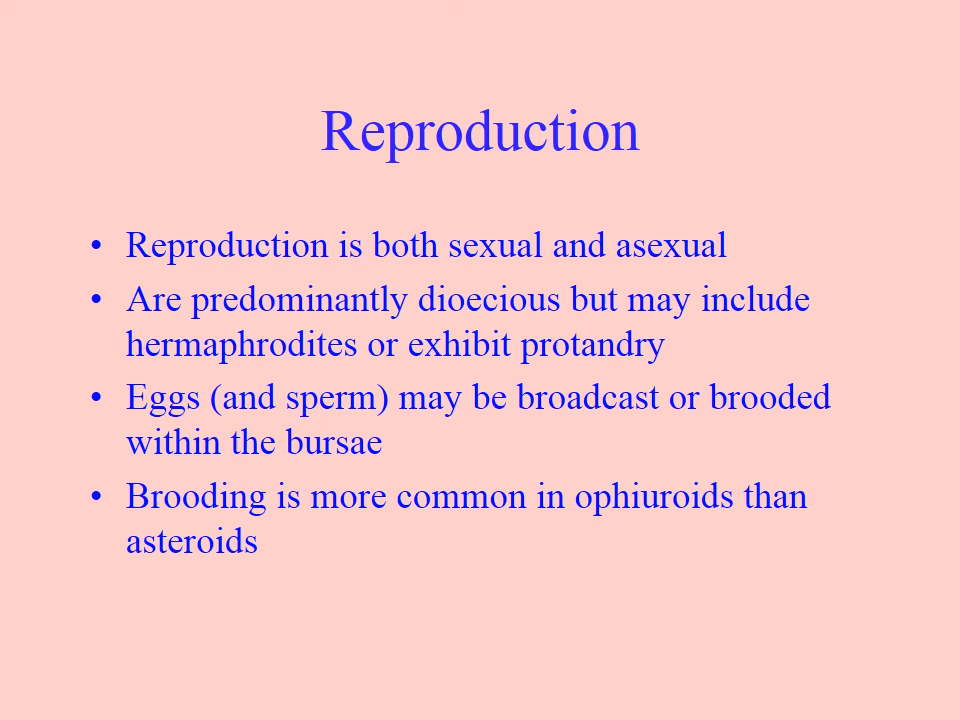 Reproduction
• Reproduction is both sexual and asexual
• Are predominantly dioecious but may include
hermaphrodites or exhibit protandry
• Eggs (and sperm) may be broadcast or brooded
within the bursae
• Brooding is more common in ophiuroids than
asteroids